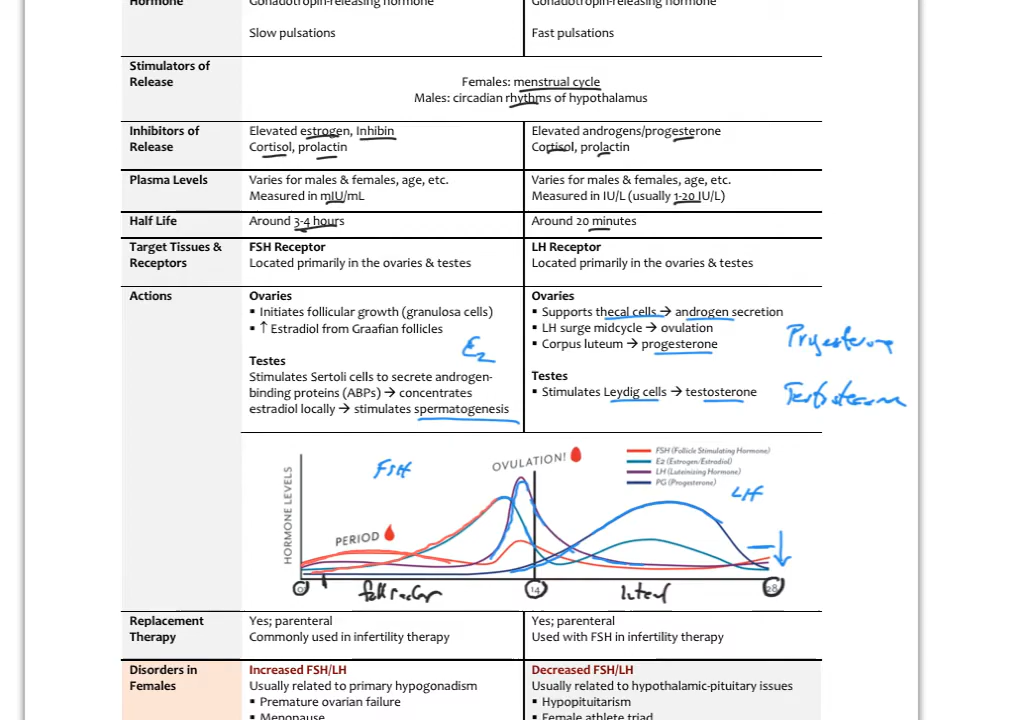 Hormone
Gonadotropin-releasing hormone
Gonadotropin-releasing hormone
Slow pulsations
Fast pulsations
Stimulators of Release
Females: menstrual cycle
Males: circadian rhythms of hypothalamus
Inhibitors of Release
Elevated estrogen, Inhibin
Cortisol, prolactin
Elevated androgens/progesterone
Cortisol, prolactin
Plasma Levels
Varies for males & females, age, etc.
Measured in mIU/mL
Varies for males & females, age, etc.
Measured in IU/L (usually 1-20 IU/L)
Half Life
Around 3-4 hours
Around 20 minutes
Target Tissues & Receptors
FSH Receptor
Located primarily in the ovaries & testes
LH Receptor
Located primarily in the ovaries & testes
Actions
Ovaries
▪ Initiates follicular growth (granulosa cells)
▪ ↑ Estradiol from Graafian follicles
E2
Testes
Stimulates Sertoli cells to secrete androgen-
binding proteins (ABPs) → concentrates
estradiol locally → stimulates spermatogenesis
Ovaries
▪ Supports thecal cells → androgen secretion
▪ LH surge midcycle → ovulation
▪ Corpus luteum → progesterone
Progesterone
Testes
▪ Stimulates Leydig cells → testosterone
Testosterone
HORMONE LEVELS
FSH
OVULATION!
PERIOD
FSH (Follicle Stimulating Hormone)
E2 (Estrogen/Estradiol)
LH (Luteinizing Hormone)
PG (Progesterone)
LH
0
14
28
Replacement Therapy
Yes; parenteral
Commonly used in infertility therapy
Yes; parenteral
Used with FSH in infertility therapy
Disorders in Females
Increased FSH/LH
Usually related to primary hypogonadism
▪ Premature ovarian failure
▪ Menopause
Decreased FSH/LH
Usually related to hypothalamic-pituitary issues
▪ Hypopituitarism
▪ Female athlete triad